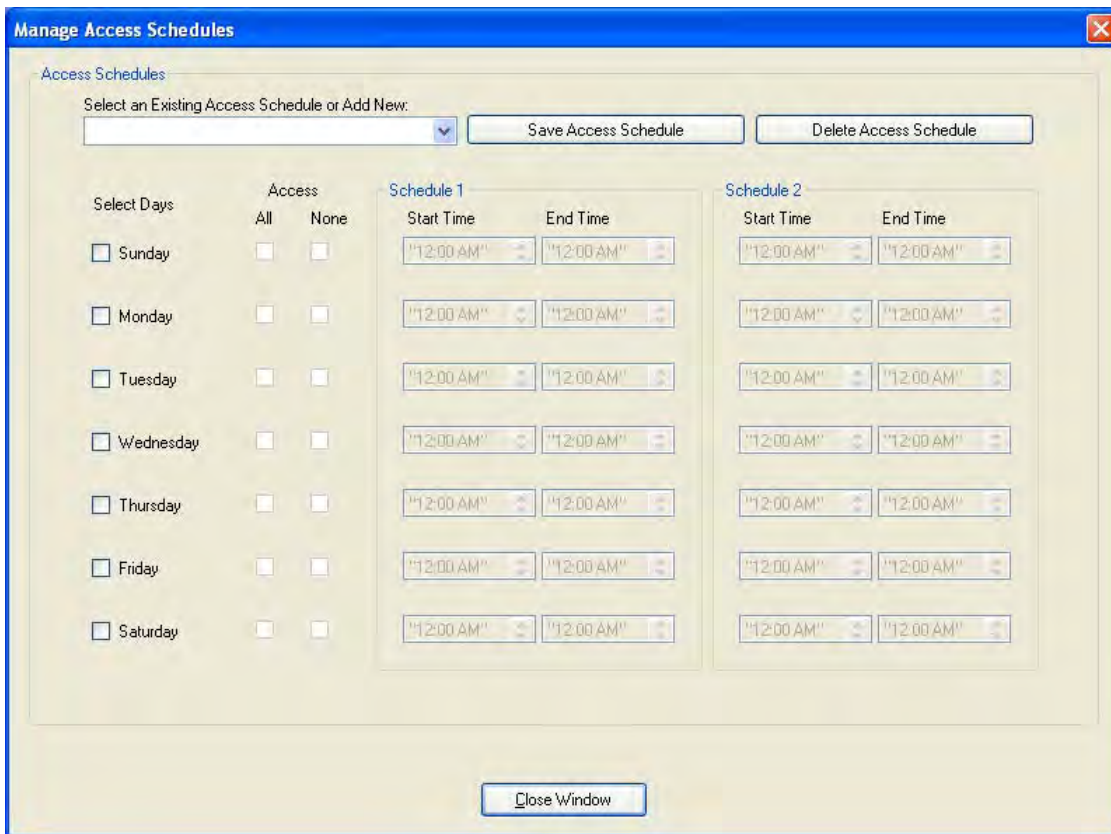 Manage Access Schedules
Access Schedules
Select an Existing Access Schedule or Add New:
Save Access Schedule
Delete Access Schedule
Select Days
Access
All None
Schedule 1
Start Time End Time
Schedule 2
Start Time End Time
Sunday "12:00 AM" "12:00 AM" "12:00 AM" "12:00 AM"
Monday "12:00 AM" "12:00 AM" "12:00 AM" "12:00 AM"
Tuesday "12:00 AM" "12:00 AM" "12:00 AM" "12:00 AM"
Wednesday "12:00 AM" "12:00 AM" "12:00 AM" "12:00 AM"
Thursday "12:00 AM" "12:00 AM" "12:00 AM" "12:00 AM"
Friday "12:00 AM" "12:00 AM" "12:00 AM" "12:00 AM"
Saturday "12:00 AM" "12:00 AM" "12:00 AM" "12:00 AM"
Close Window